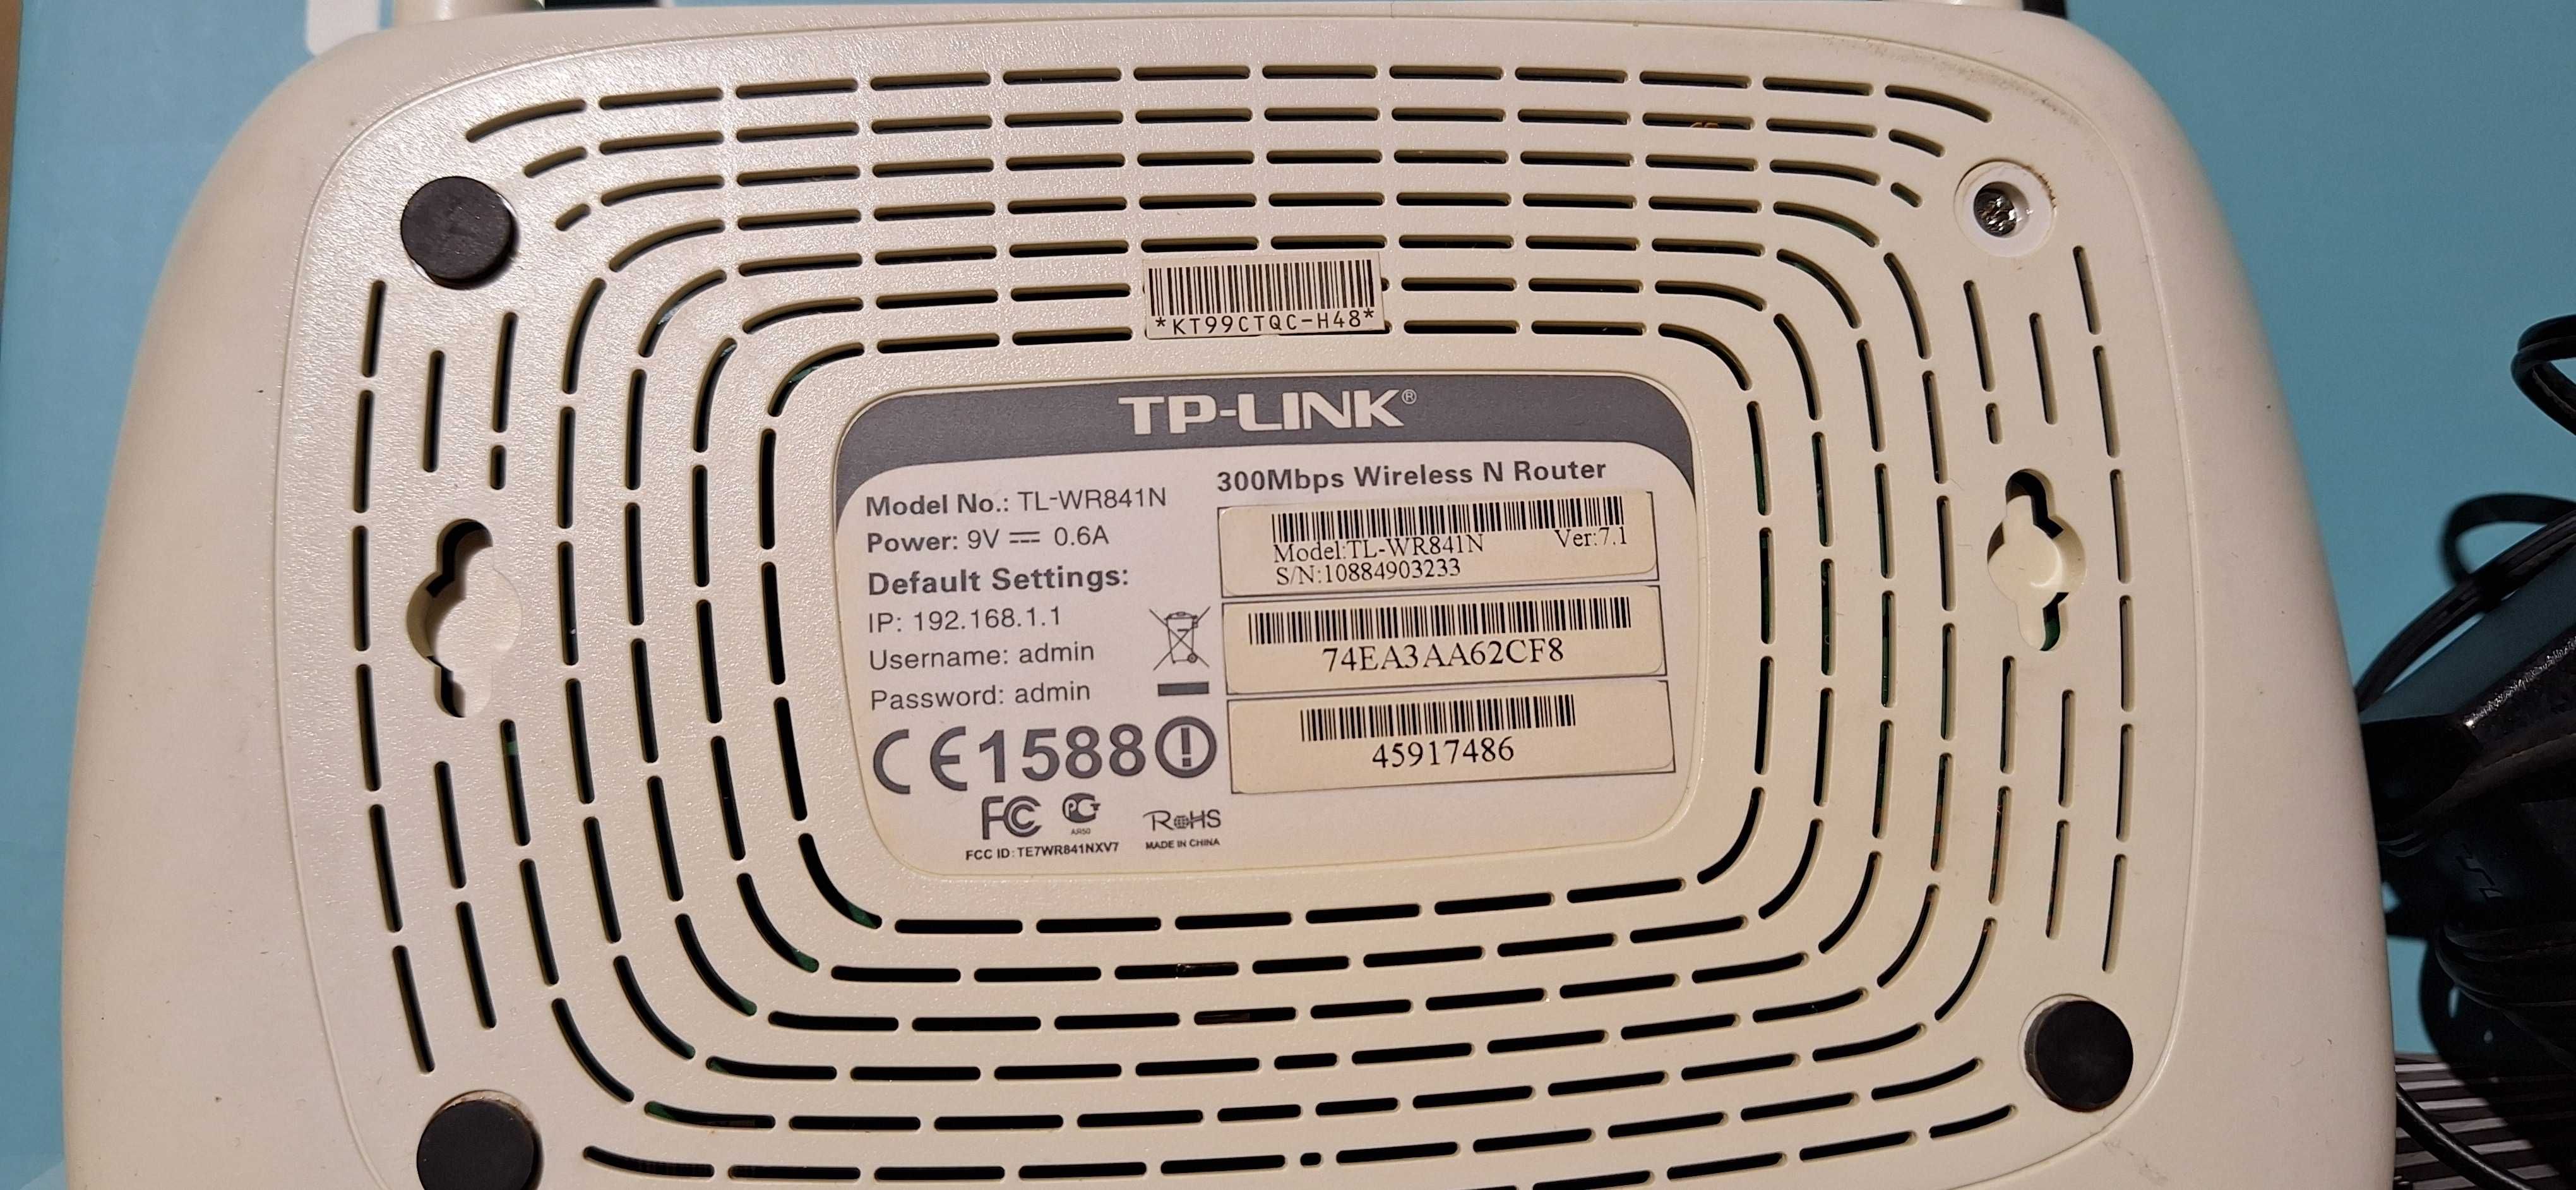 *KT99CTQC-H48*
TP-LINK®
300Mbps Wireless N Router
Model No.: TL-WR841N
Power: 9V ⎓ 0.6A
Default Settings:
IP: 192.168.1.1
Username: admin
Password: admin
CE1588
FC
PG
AЯ50
RoHS
FCC ID: TE7WR841NXV7
MADE IN CHINA
Model:TL-WR841N Ver:7.1
S/N:10884903233
74EA3AA62CF8
45917486